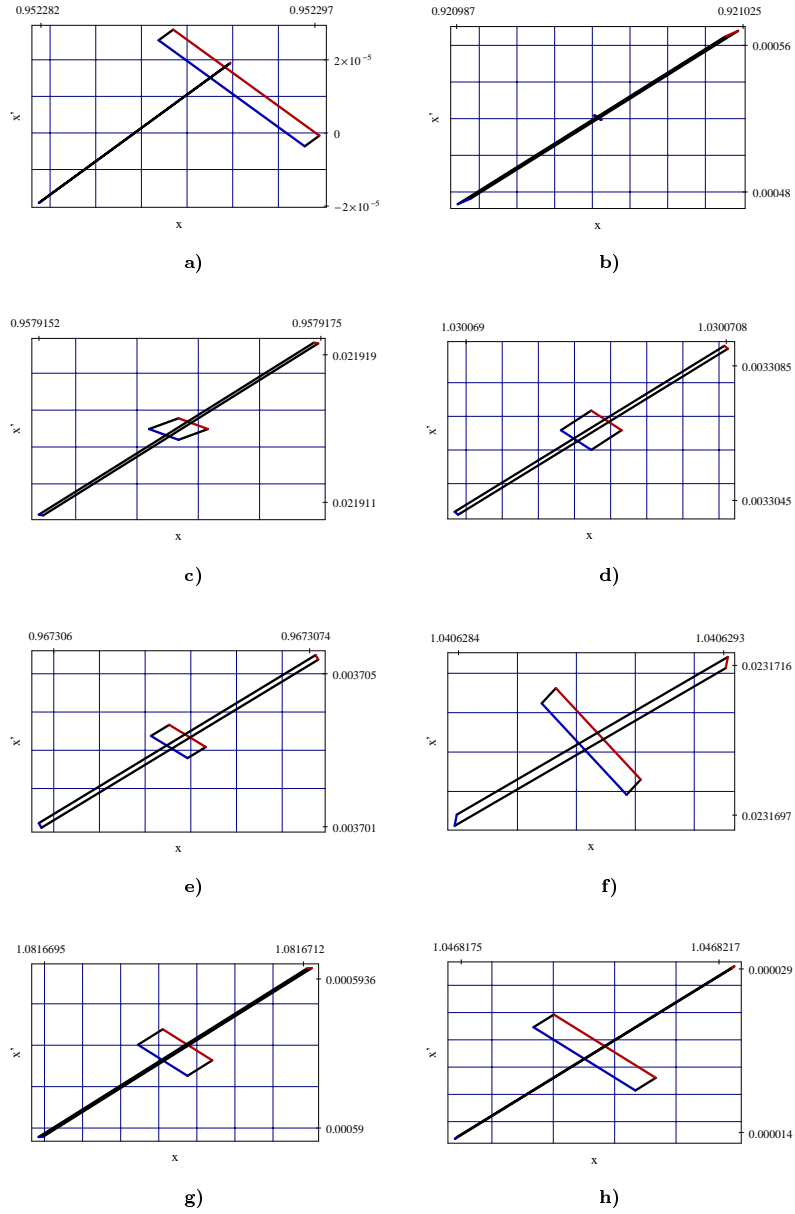 0.952282 0.952297
2×10⁻⁵
0
−2×10⁻⁵
x'
x
a)
0.920987 0.921025
0.00056
0.00048
x'
x
b)
0.9579152 0.9579175
0.021919
0.021911
x'
x
c)
1.030069 1.0300708
0.0033085
0.0033045
x'
x
d)
0.967306 0.9673074
0.003705
0.003701
x'
x
e)
1.0406284 1.0406293
0.0231716
0.0231697
x'
x
f)
1.0816695 1.0816712
0.0005936
0.00059
x'
x
g)
1.0468175 1.0468217
0.000029
0.000014
x'
x
h)